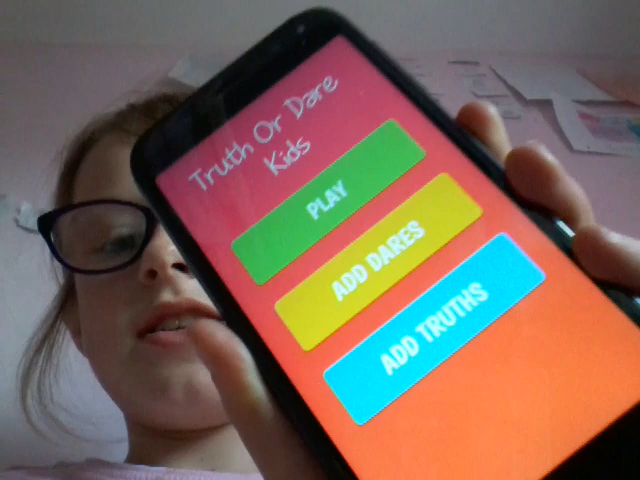 Truth Or Dare
Kids
PLAY
ADD DARES
ADD TRUTHS